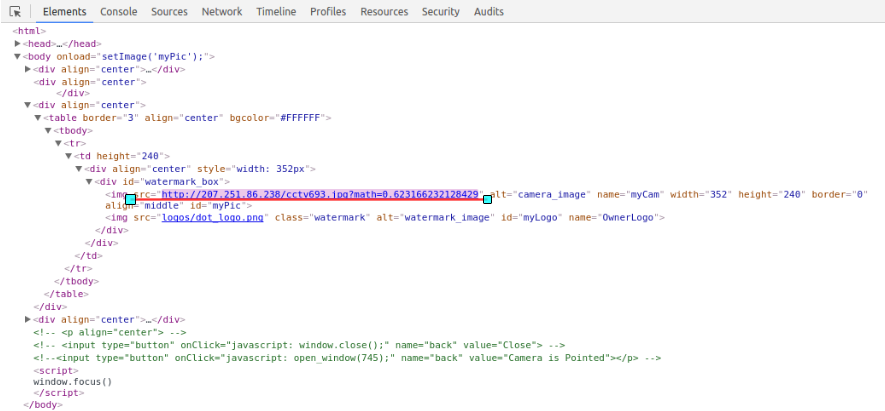 Elements Console Sources Network Timeline Profiles Resources Security Audits
<html>
<head>…</head>
<body onload="setImage('myPic');">
<div align="center">…</div>
<div align="center">
</div>
<div align="center">
<table border="3" align="center" bgcolor="#FFFFFF">
<tbody>
<tr>
<td height="240">
<div align="center" style="width: 352px">
<div id="watermark_box">
<img src="http://207.251.86.238/cctv693.jpg?math=0.623166232128429" alt="camera_image" name="myCam" width="352" height="240" border="0"
align="middle" id="myPic">
<img src="logos/dot_logo.png" class="watermark" alt="watermark_image" id="myLogo" name="OwnerLogo">
</div>
</div>
</td>
</tr>
</tbody>
</table>
</div>
<div align="center">…</div>
<!-- <p align="center"> -->
<!-- <input type="button" onClick="javascript: window.close();" name="back" value="Close"> -->
<!--<input type="button" onClick="javascript: open_window(745);" name="back" value="Camera is Pointed"></p> -->
<script>
window.focus()
</script>
</body>